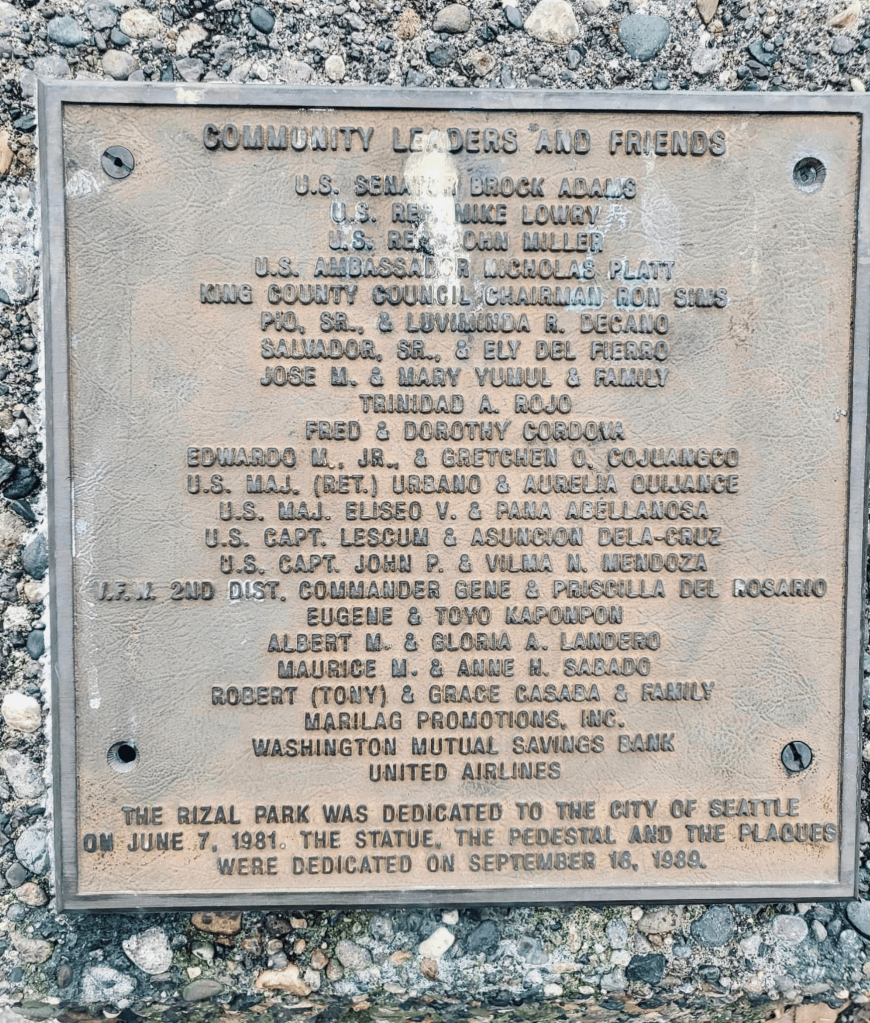 COMMUNITY LEADERS AND FRIENDS
U.S. SENATOR BROCK ADAMS
U.S. REP. MIKE LOWRY
U.S. REP. JOHN MILLER
U.S. AMBASSADOR NICHOLAS PLATT
KING COUNTY COUNCIL CHAIRMAN RON SIMS
PIO, SR., & LUVIMINDA R. DECANO
SALVADOR, SR., & ELY DEL FIERRO
JOSE M. & MARY YUMUL & FAMILY
TRINIDAD A. ROJO
FRED & DOROTHY CORDOVA
EDWARDO M., JR., & GRETCHEN O. COJUANGCO
U.S. MAJ. (RET.) URBANO & AURELIA QUIJANCE
U.S. MAJ. ELISEO V. & PANA ABELLANOSA
U.S. CAPT. LESCUM & ASUNCION DELA-CRUZ
U.S. CAPT. JOHN P. & VILMA N. MENDOZA
V.F.W. 2ND DIST. COMMANDER GENE & PRISCILLA DEL ROSARIO
EUGENE & TOYO KAPONPON
ALBERT M. & GLORIA A. LANDERO
MAURICE M. & ANNE H. SABADO
ROBERT (TONY) & GRACE CASABA & FAMILY
MARILAG PROMOTIONS, INC.
WASHINGTON MUTUAL SAVINGS BANK
UNITED AIRLINES
THE RIZAL PARK WAS DEDICATED TO THE CITY OF SEATTLE
ON JUNE 7, 1981. THE STATUE, THE PEDESTAL AND THE PLAQUES
WERE DEDICATED ON SEPTEMBER 16, 1989.